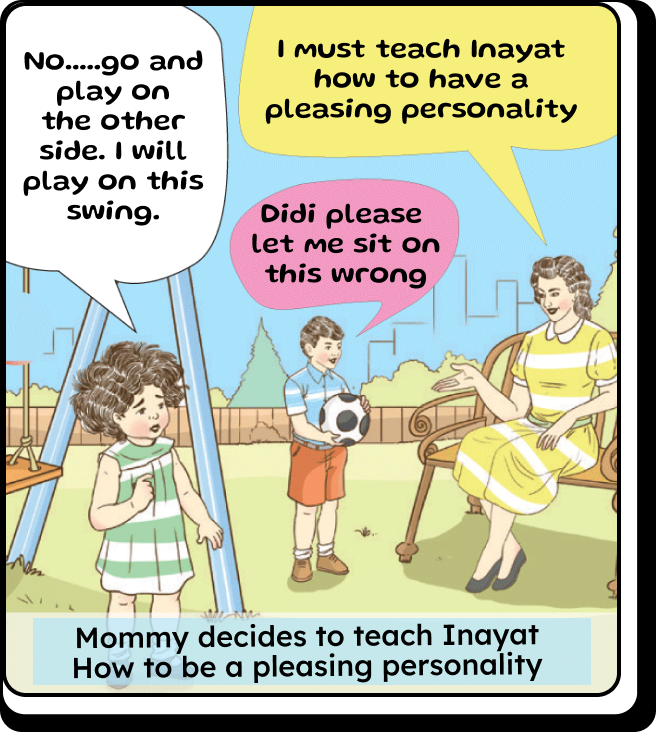 No.....go and
play on
the other
side. I will
play on this
swing.
I must teach Inayat
how to have a
pleasing personality
Didi please
let me sit on
this wrong
Mommy decides to teach Inayat
How to be a pleasing personality